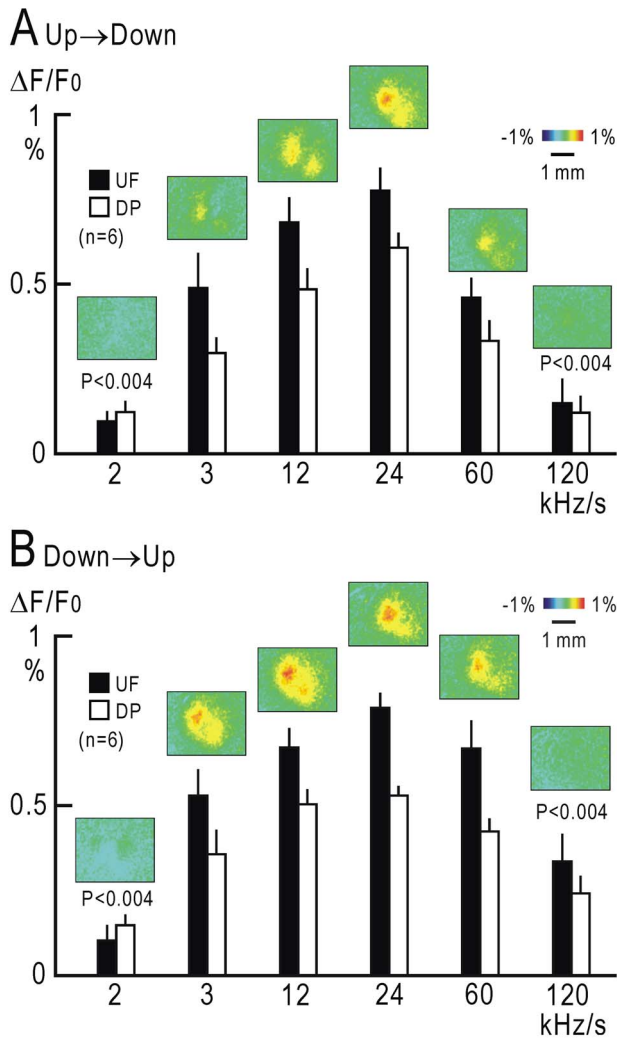 A Up→Down
ΔF/F0
1
%
-1% 1%
1 mm
UF
DP
(n=6)
0.5
P<0.004
P<0.004
0
2 3 12 24 60 120
kHz/s
B Down→Up
ΔF/F0
1
%
-1% 1%
1 mm
UF
DP
(n=6)
0.5
P<0.004
P<0.004
0
2 3 12 24 60 120
kHz/s